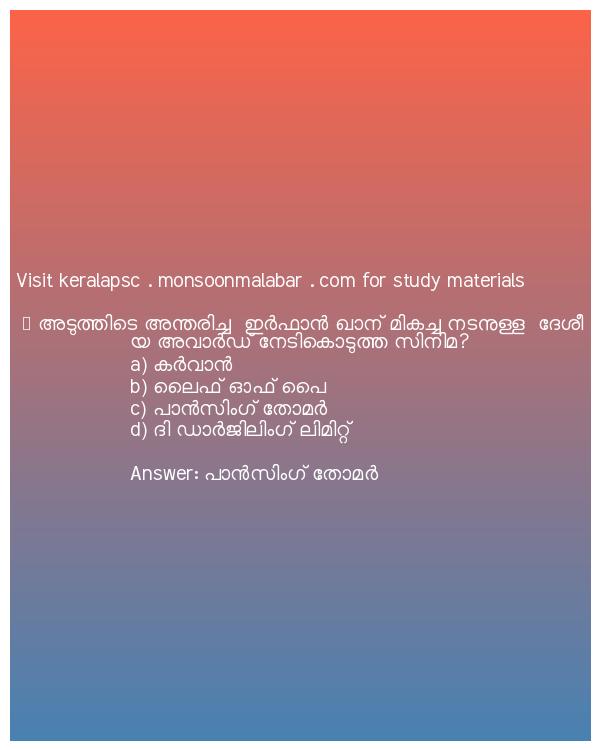 Visit keralapsc . monsoonmalabar . com for study materials
അടുത്തിടെ അന്തരിച്ച ഇർഫാൻ ഖാന് മികച്ച നടനുള്ള ദേശീ
യ അവാർഡ് നേടികൊടുത്ത സിനിമ?
a) കർവാൻ
b) ലൈഫ് ഓഫ് പൈ
c) പാൻസിംഗ് തോമർ
d) ദി ഡാർജിലിംഗ് ലിമിറ്റ്
Answer: പാൻസിംഗ് തോമർ